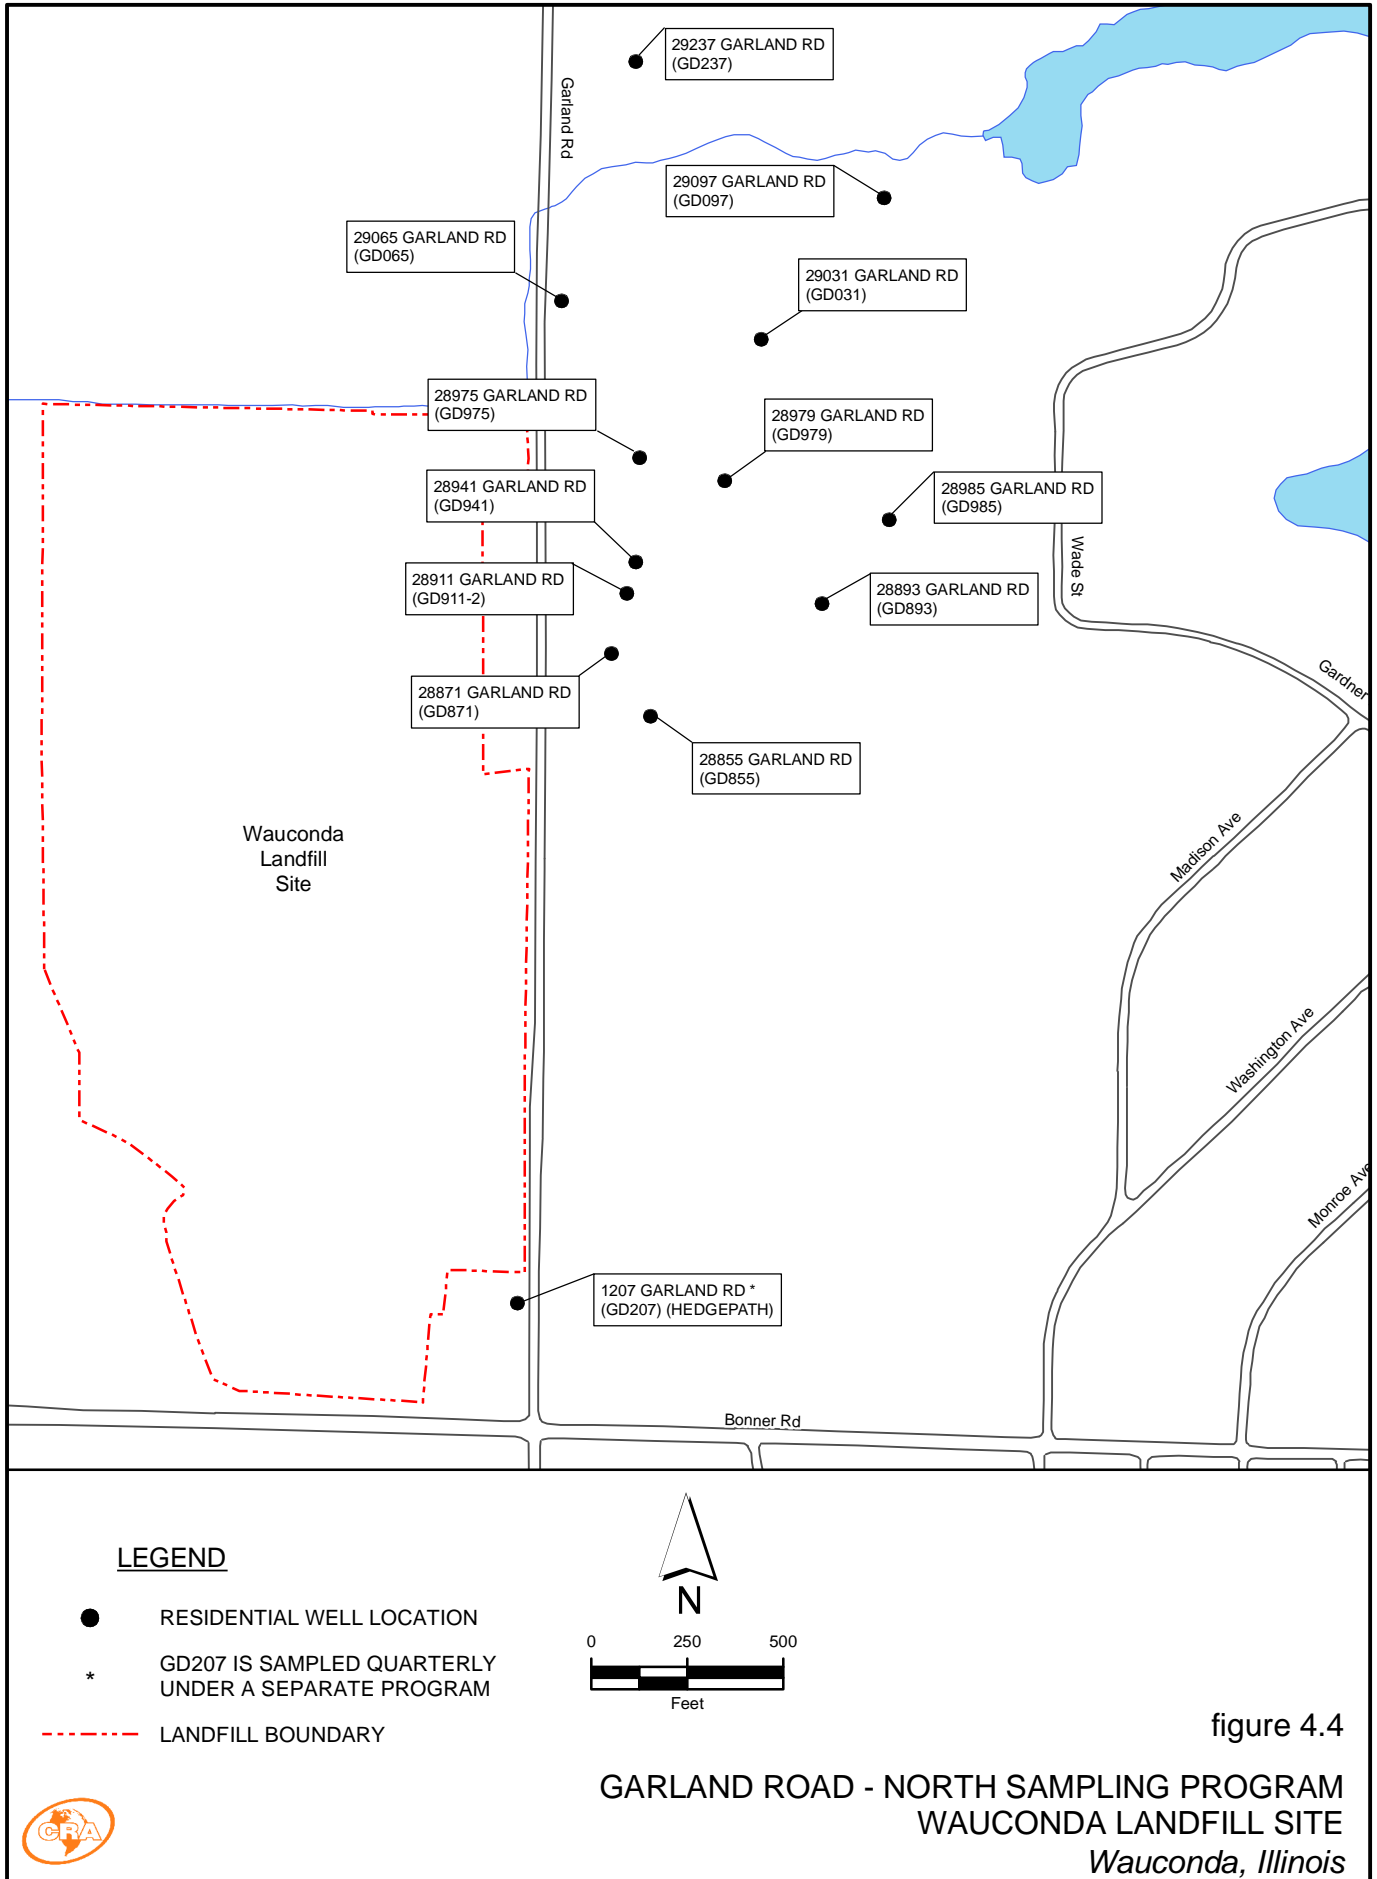 29237 GARLAND RD
(GD237)
Garland Rd
29097 GARLAND RD
(GD097)
29065 GARLAND RD
(GD065)
29031 GARLAND RD
(GD031)
28975 GARLAND RD
(GD975)
28979 GARLAND RD
(GD979)
28941 GARLAND RD
(GD941)
28985 GARLAND RD
(GD985)
Wade St
28911 GARLAND RD
(GD911-2)
28893 GARLAND RD
(GD893)
Gardner
28871 GARLAND RD
(GD871)
28855 GARLAND RD
(GD855)
Wauconda
Landfill
Site
Madison Ave
Washington Ave
Monroe Ave
1207 GARLAND RD *
(GD207) (HEDGEPATH)
Bonner Rd
LEGEND
RESIDENTIAL WELL LOCATION
* GD207 IS SAMPLED QUARTERLY
UNDER A SEPARATE PROGRAM
LANDFILL BOUNDARY
N
0 250 500
Feet
figure 4.4
GARLAND ROAD - NORTH SAMPLING PROGRAM
WAUCONDA LANDFILL SITE
Wauconda, Illinois
CRA